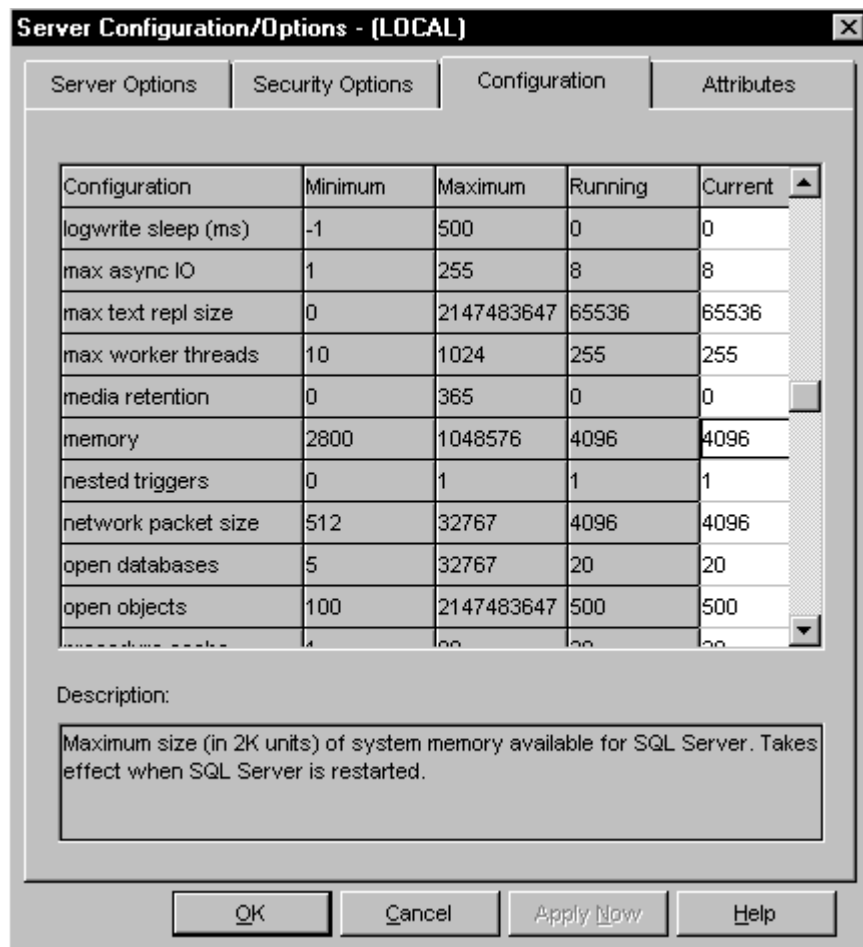 Server Configuration/Options - (LOCAL)
Server Options Security Options Configuration Attributes
Configuration Minimum Maximum Running Current
logwrite sleep (ms) -1 500 0 0
max async IO 1 255 8 8
max text repl size 0 2147483647 65536 65536
max worker threads 10 1024 255 255
media retention 0 365 0 0
memory 2800 1048576 4096 4096
nested triggers 0 1 1 1
network packet size 512 32767 4096 4096
open databases 5 32767 20 20
open objects 100 2147483647 500 500
Description:
Maximum size (in 2K units) of system memory available for SQL Server. Takes
effect when SQL Server is restarted.
OK Cancel Apply Now Help